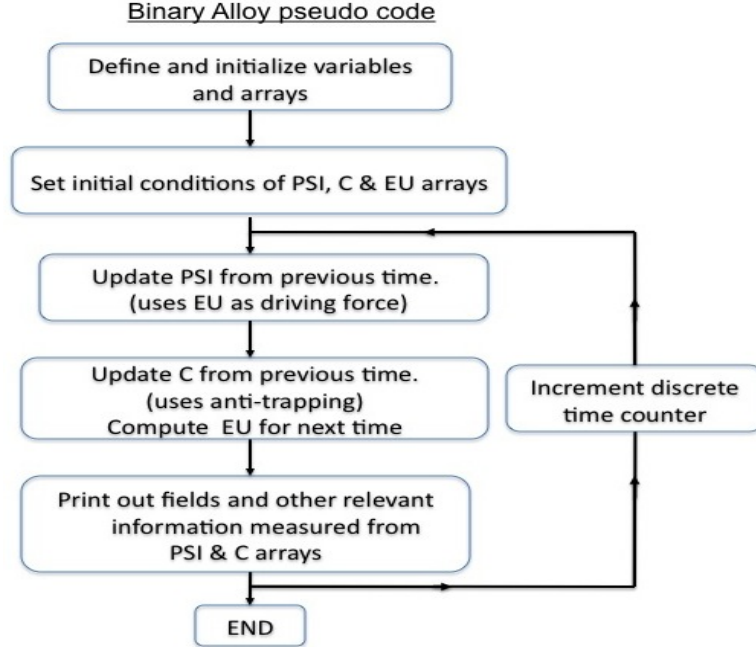 Binary Alloy pseudo code
Define and initialize variables
and arrays
Set initial conditions of PSI, C & EU arrays
Update PSI from previous time.
(uses EU as driving force)
Update C from previous time.
(uses anti-trapping)
Compute EU for next time
Increment discrete
time counter
Print out fields and other relevant
information measured from
PSI & C arrays
END